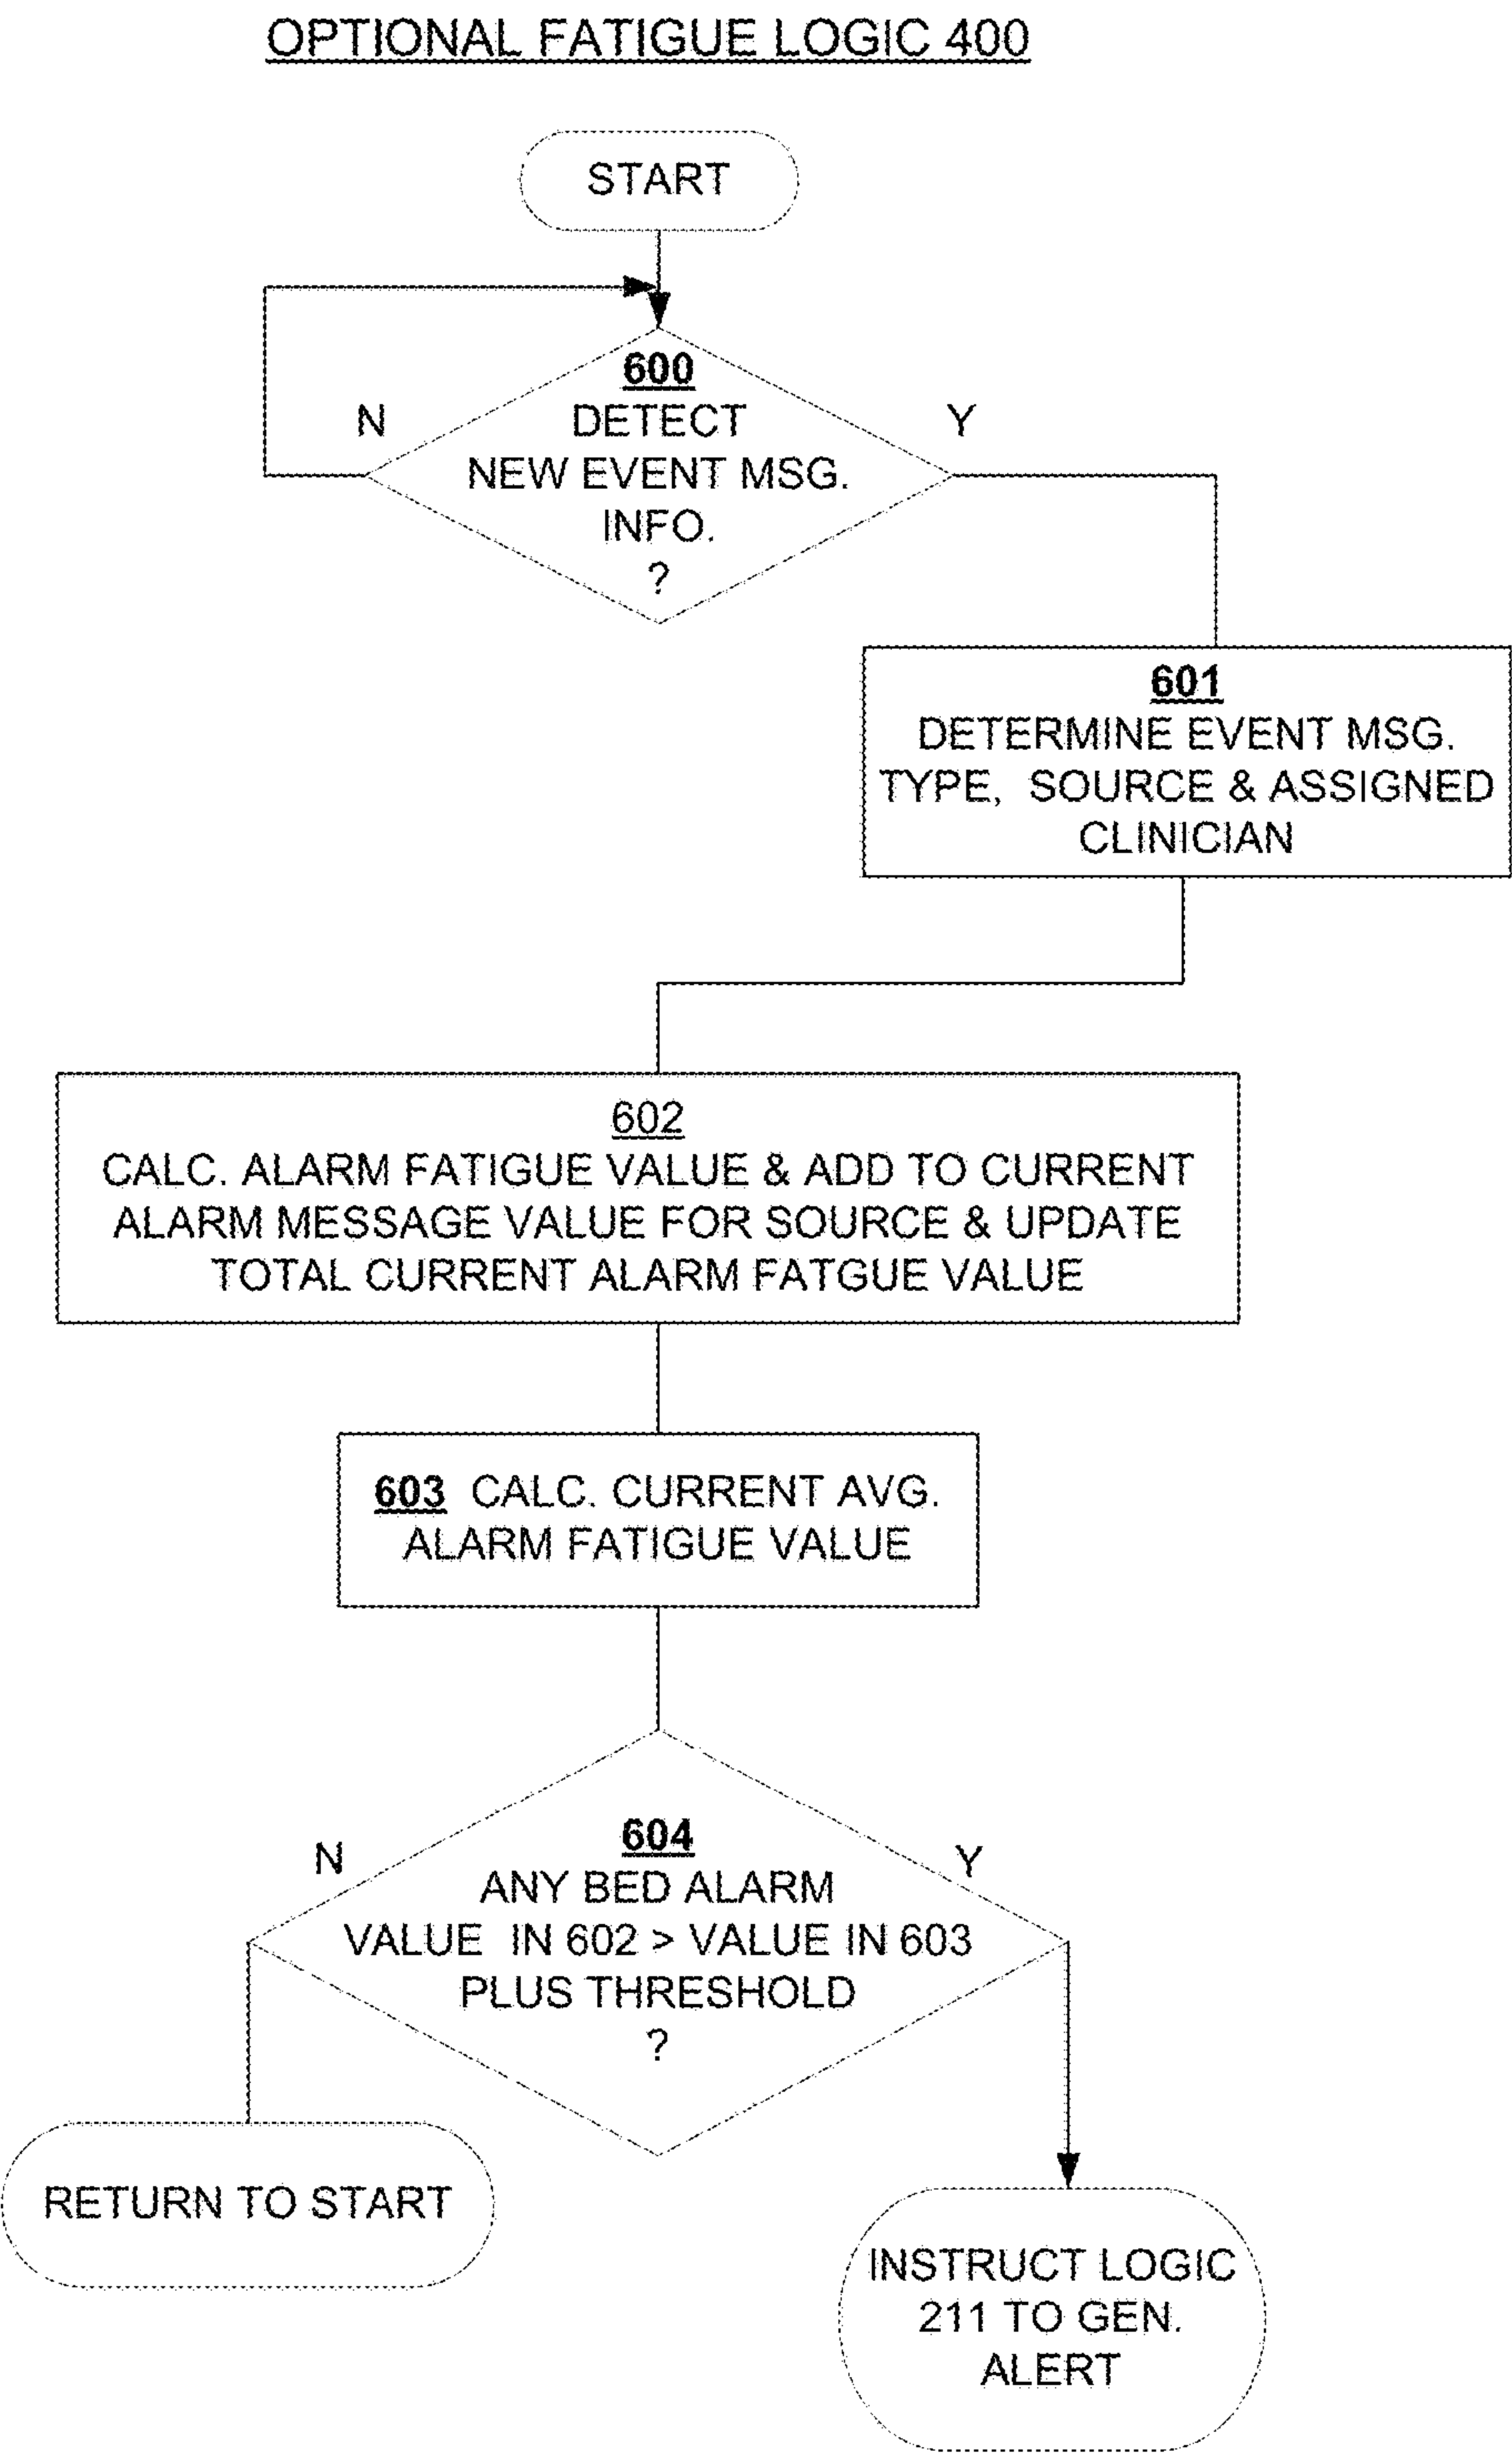 OPTIONAL FATIGUE LOGIC 400
START
600
DETECT
NEW EVENT MSG.
INFO.
?
N
Y
601
DETERMINE EVENT MSG.
TYPE, SOURCE & ASSIGNED
CLINICIAN
602
CALC. ALARM FATIGUE VALUE & ADD TO CURRENT
ALARM MESSAGE VALUE FOR SOURCE & UPDATE
TOTAL CURRENT ALARM FATGUE VALUE
603 CALC. CURRENT AVG.
ALARM FATIGUE VALUE
604
ANY BED ALARM
VALUE IN 602 > VALUE IN 603
PLUS THRESHOLD
?
N
Y
RETURN TO START
INSTRUCT LOGIC
211 TO GEN.
ALERT